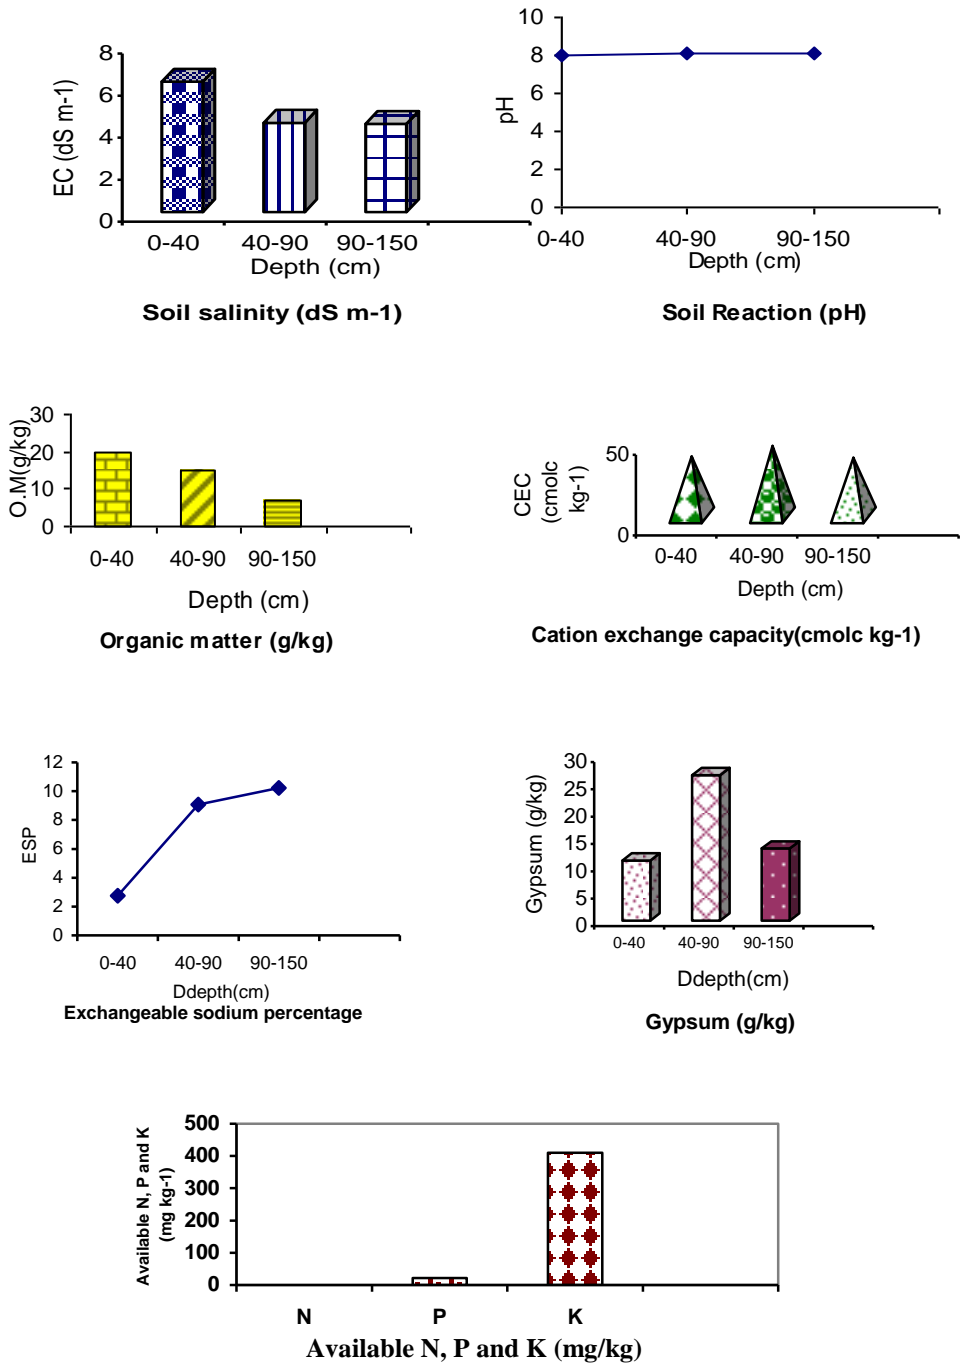 8
6
4
2
0
EC (dS m-1)
0-40 40-90 90-150
Depth (cm)
Soil salinity (dS m-1)
10
8
6
4
2
0
pH
0-40 40-90 90-150
Depth (cm)
Soil Reaction (pH)
30
20
10
0
O.M(g/kg)
0-40 40-90 90-150
Depth (cm)
Organic matter (g/kg)
50
0
CEC
(cmolc
kg-1)
0-40 40-90 90-150
Depth (cm)
Cation exchange capacity(cmolc kg-1)
12
10
8
6
4
2
0
ESP
0-40 40-90 90-150
Ddepth(cm)
Exchangeable sodium percentage
30
25
20
15
10
5
0
Gypsum (g/kg)
0-40 40-90 90-150
Ddepth(cm)
Gypsum (g/kg)
500
400
300
200
100
0
Available N, P and K
(mg kg-1)
N P K
Available N, P and K (mg/kg)